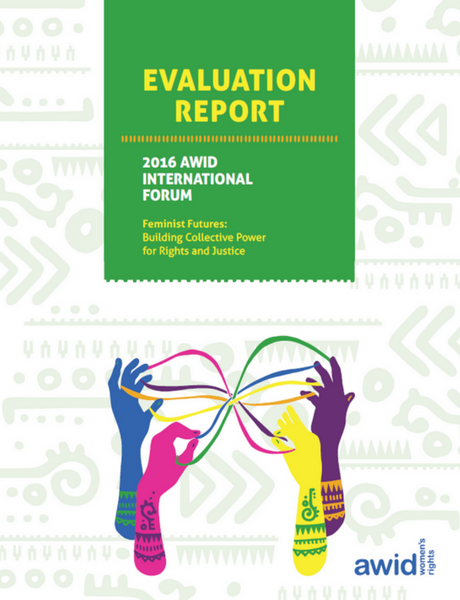 EVALUATION
REPORT
2016 AWID
INTERNATIONAL
FORUM
Feminist Futures:
Building Collective Power
for Rights and Justice
awid
women's
rights